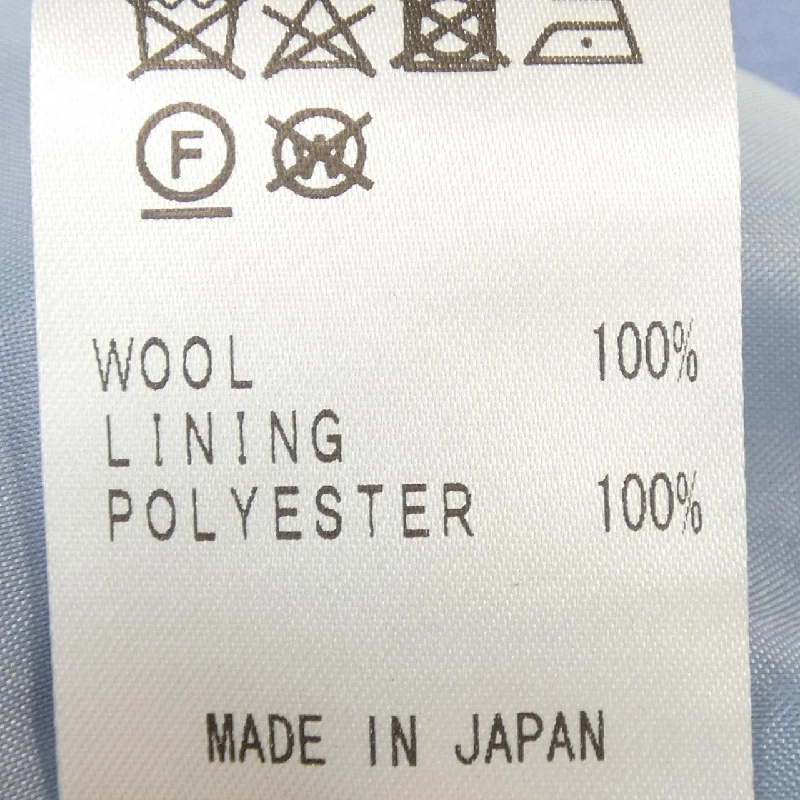 F W
WOOL 100%
LINING
POLYESTER 100%
MADE IN JAPAN